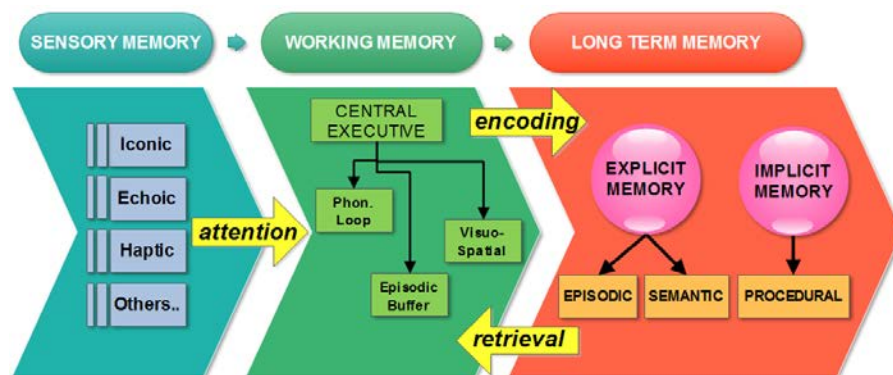 SENSORY MEMORY
WORKING MEMORY
LONG TERM MEMORY
Iconic
Echoic
Haptic
Others..
attention
CENTRAL
EXECUTIVE
Phon.
Loop
Visuo-
Spatial
Episodic
Buffer
encoding
retrieval
EXPLICIT
MEMORY
IMPLICIT
MEMORY
EPISODIC
SEMANTIC
PROCEDURAL